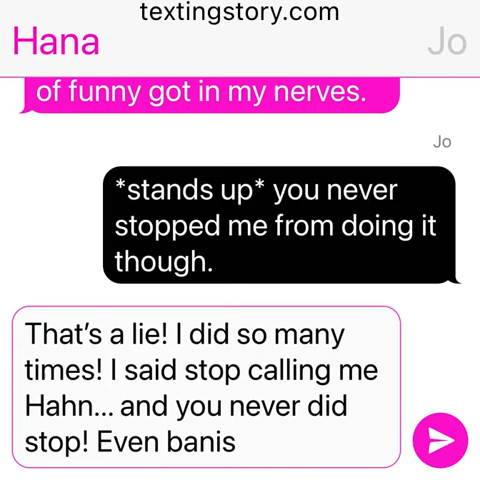 textingstory.com
Hana
Jo
of funny got in my nerves.
Jo
*stands up* you never
stopped me from doing it
though.
That's a lie! I did so many
times! I said stop calling me
Hahn... and you never did
stop! Even banis